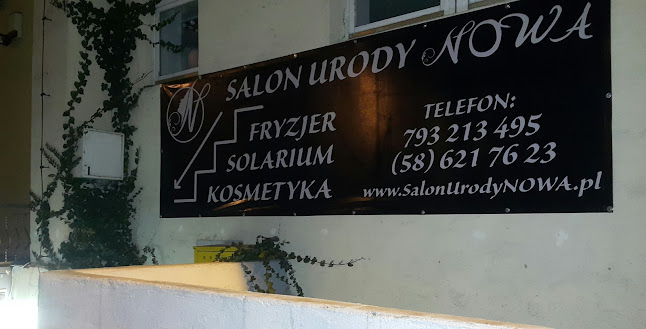 SALON URODY NOWA
N
FRYZJER
SOLARIUM
KOSMETYKA
TELEFON:
793 213 495
(58) 621 76 23
www.SalonUrodyNOWA.pl